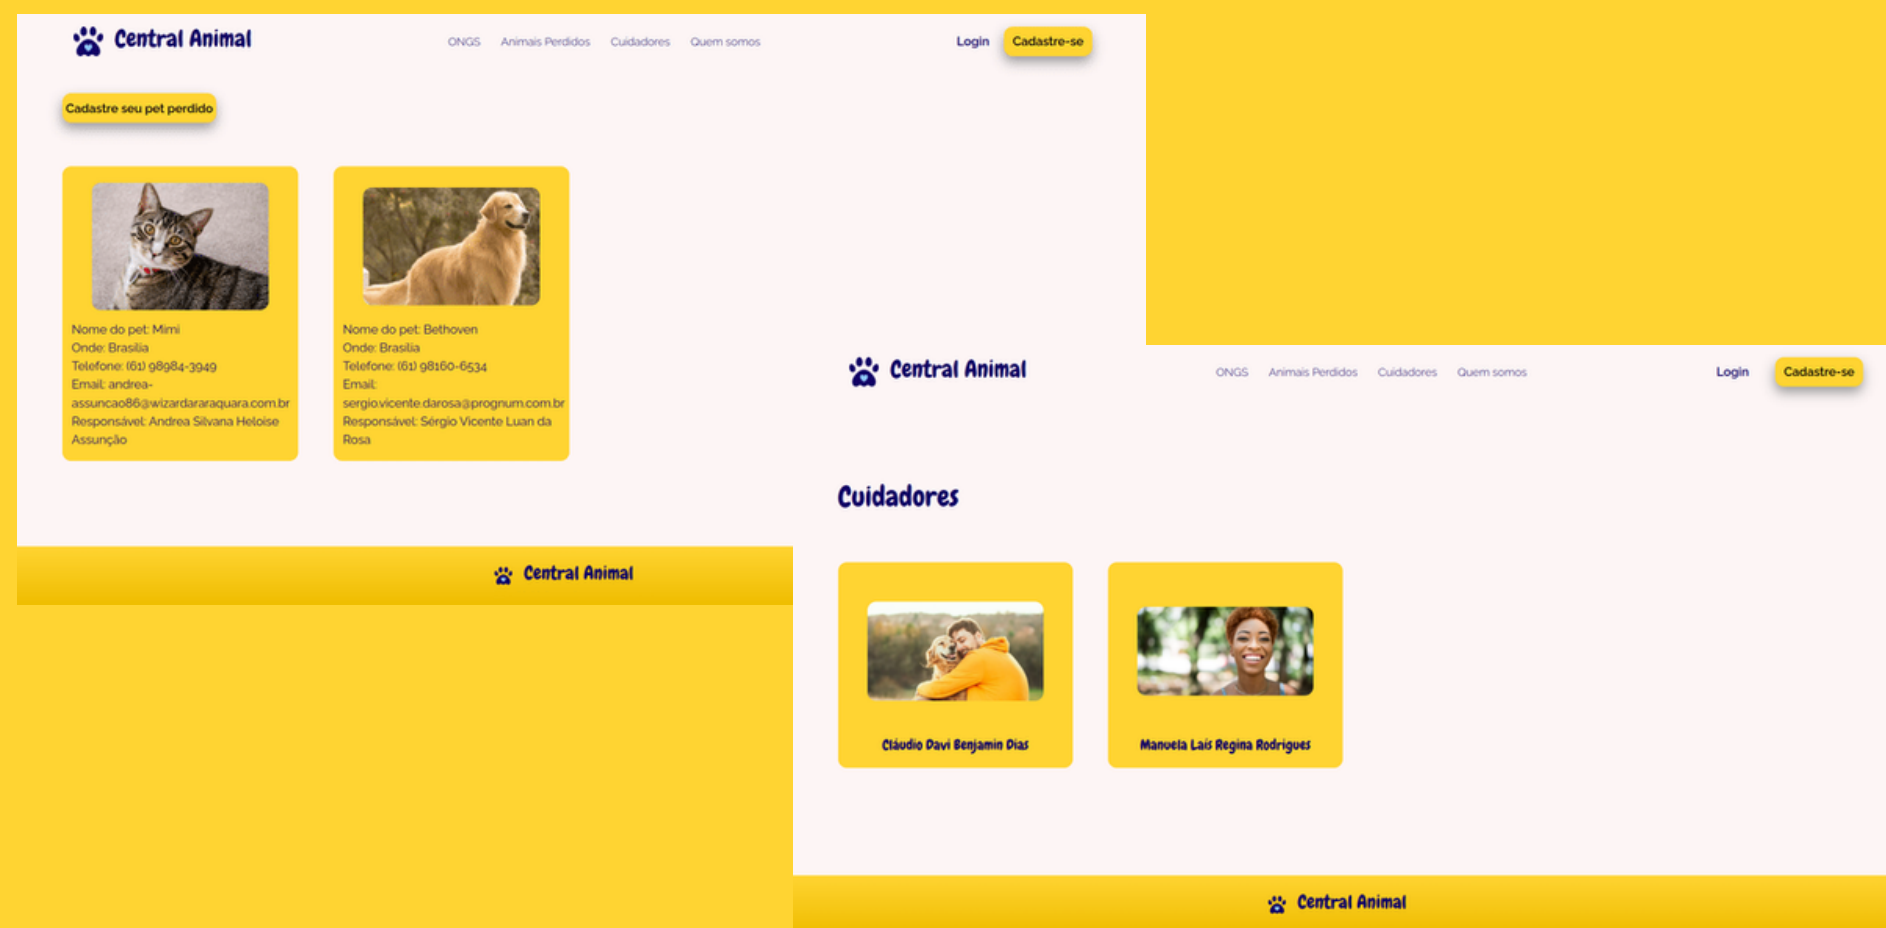 Central Animal
ONGS Animais Perdidos Cuidadores Quem somos
Login Cadastre-se
Cadastre seu pet perdido
Nome do pet: Mimi
Onde: Brasília
Telefone: (61) 98984-3949
Email: andrea-
assuncao86@wizardararaquara.com.br
Responsável: Andrea Silvana Heloise
Assunção
Nome do pet: Bethoven
Onde: Brasília
Telefone: (61) 98160-6534
Email:
sergio.vicente.darosa@prognum.com.br
Responsável: Sérgio Vicente Luan da
Rosa
Central Animal
Central Animal
ONGS Animais Perdidos Cuidadores Quem somos
Login Cadastre-se
Cuidadores
Cláudio Davi Benjamin Dias
Manuela Laís Regina Rodrigues
Central Animal